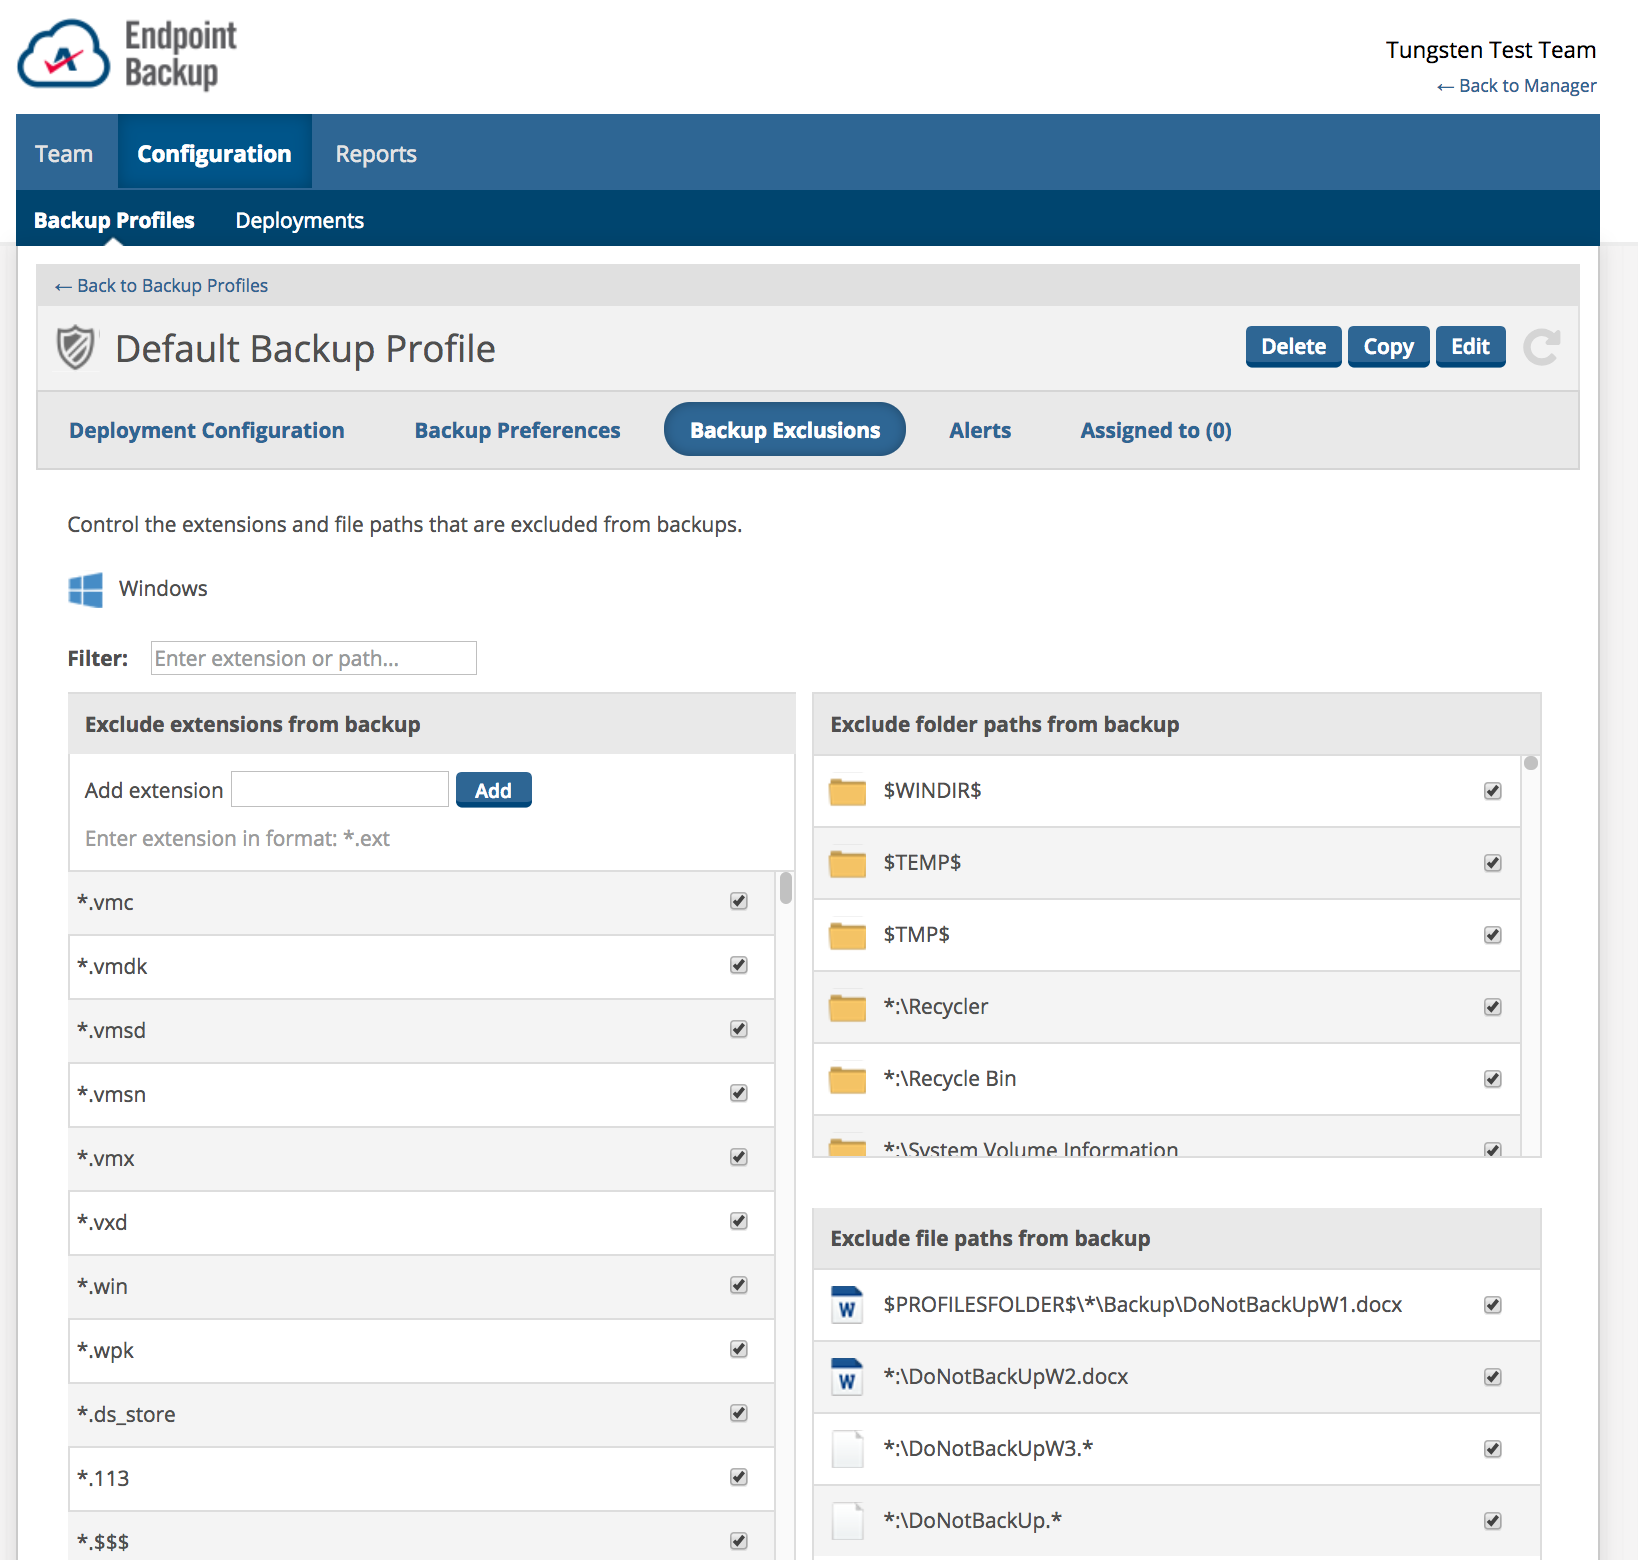 Endpoint
Backup
Tungsten Test Team
← Back to Manager
Team
Configuration
Reports
Backup Profiles
Deployments
← Back to Backup Profiles
Default Backup Profile
Delete
Copy
Edit
Deployment Configuration
Backup Preferences
Backup Exclusions
Alerts
Assigned to (0)
Control the extensions and file paths that are excluded from backups.
Windows
Filter:
Enter extension or path...
Exclude extensions from backup
Add extension
Add
Enter extension in format: *.ext
*.vmc
*.vmdk
*.vmsd
*.vmsn
*.vmx
*.vxd
*.win
*.wpk
*.ds_store
*.113
*.$$$
Exclude folder paths from backup
$WINDIR$
$TEMP$
$TMP$
*:\Recycler
*:\Recycle Bin
*:\System Volume Information
Exclude file paths from backup
W
$PROFILESFOLDER$\*\Backup\DoNotBackUpW1.docx
W
*:\DoNotBackUpW2.docx
*:\DoNotBackUpW3.*
*:\DoNotBackUp.*